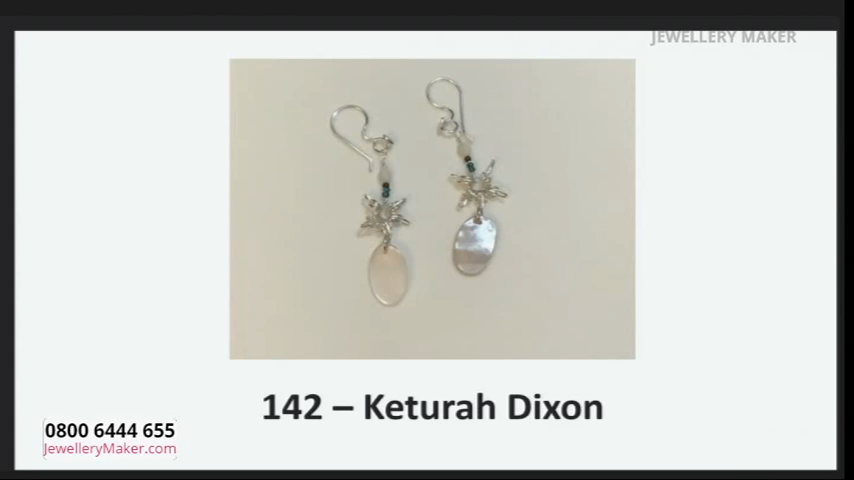 JEWELLERY MAKER
142 – Keturah Dixon
0800 6444 655
JewelleryMaker.com